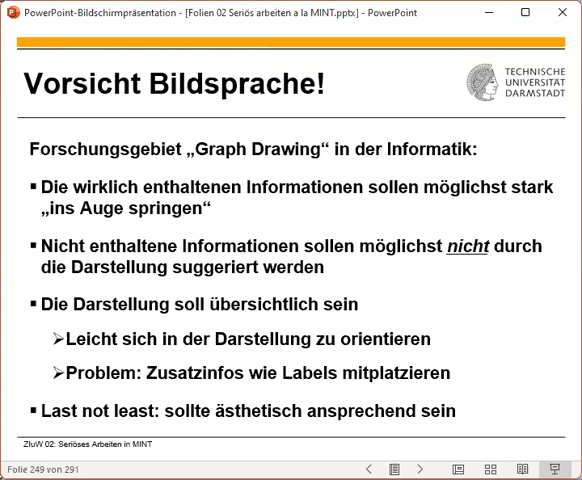 PowerPoint-Bildschirmpräsentation - [Folien 02 Seriös arbeiten a la MINT.pptx] - PowerPoint
Vorsicht Bildsprache!
TECHNISCHE
UNIVERSITÄT
DARMSTADT
Forschungsgebiet „Graph Drawing“ in der Informatik:
▪ Die wirklich enthaltenen Informationen sollen möglichst stark
„ins Auge springen“
▪ Nicht enthaltene Informationen sollen möglichst nicht durch
die Darstellung suggeriert werden
▪ Die Darstellung soll übersichtlich sein
➢Leicht sich in der Darstellung zu orientieren
➢Problem: Zusatzinfos wie Labels mitplatzieren
▪ Last not least: sollte ästhetisch ansprechend sein
ZIuW 02: Seriöses Arbeiten in MINT
Folie 249 von 291